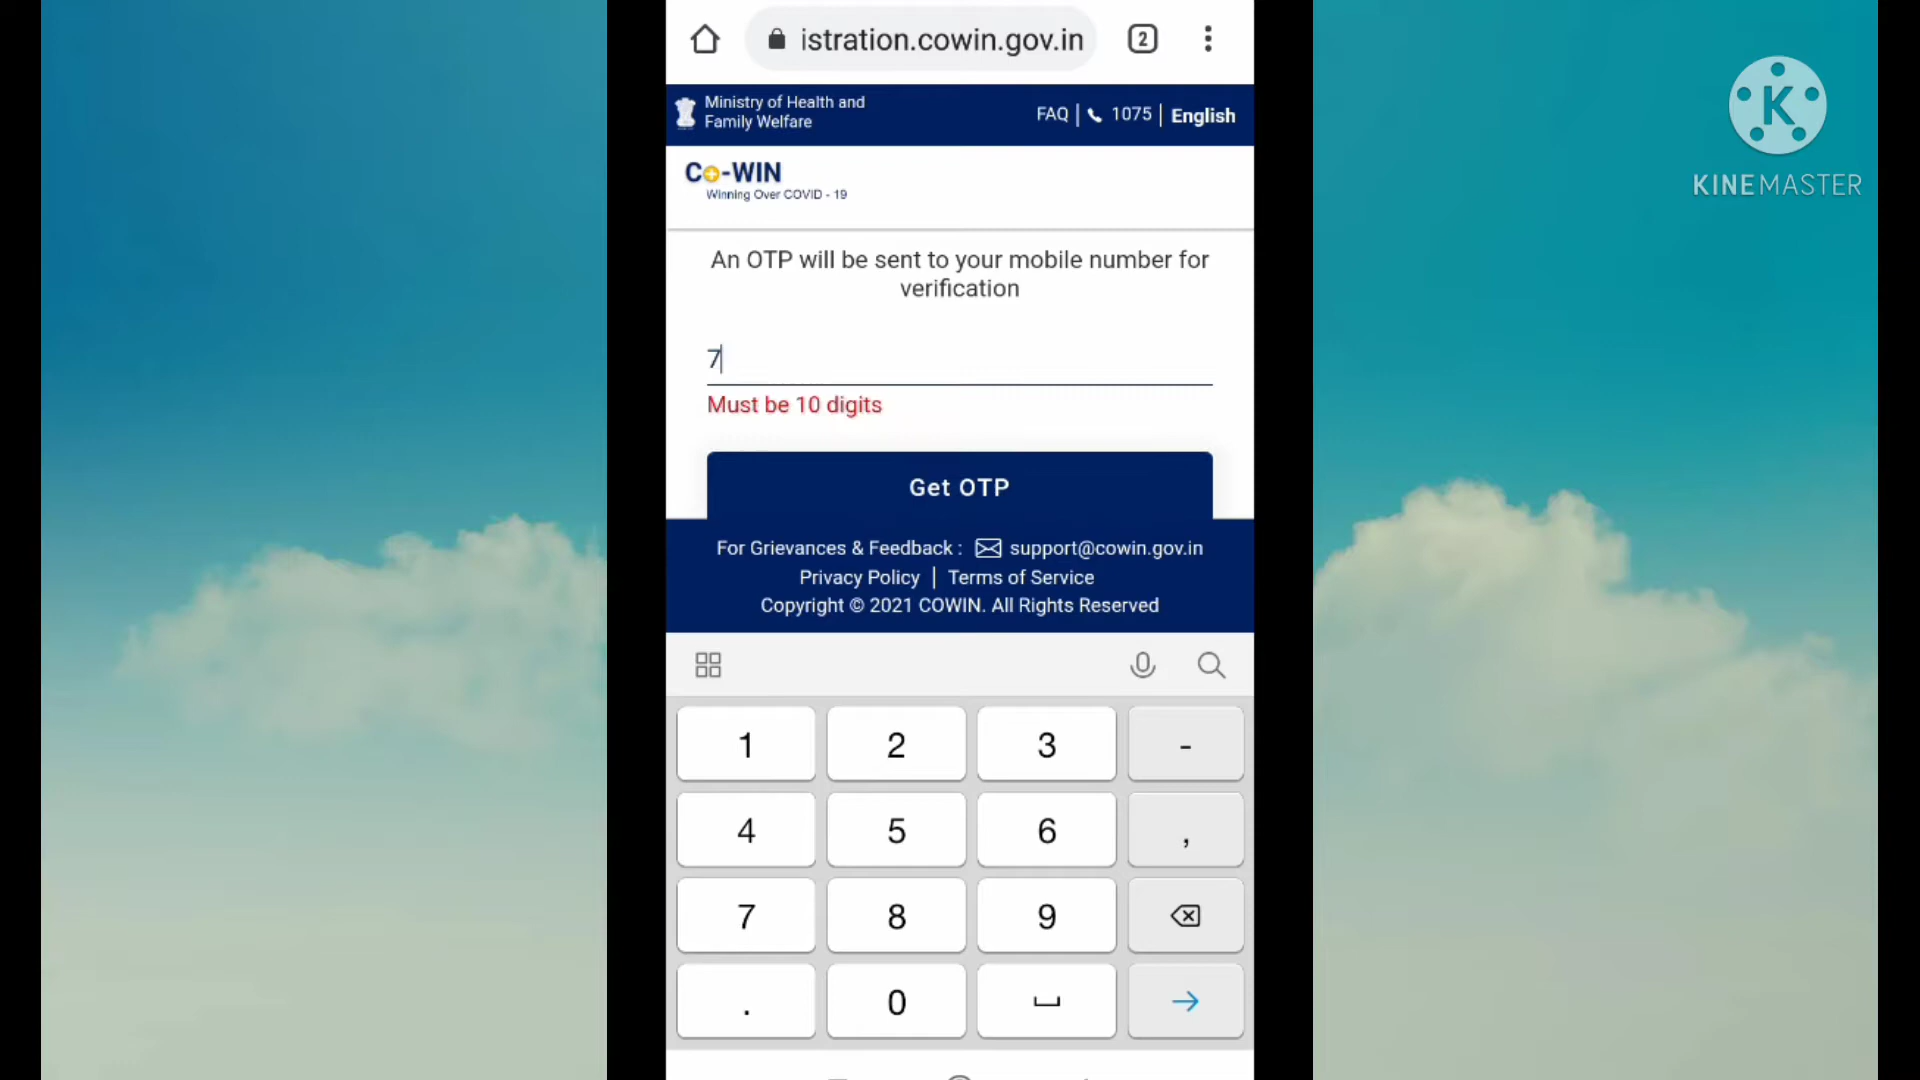 istration.cowin.gov.in 2
K
KINEMASTER
Ministry of Health and
Family Welfare
FAQ | 1075 | English
Co-WIN
Winning Over COVID - 19
An OTP will be sent to your mobile number for
verification
7
Must be 10 digits
Get OTP
For Grievances & Feedback : support@cowin.gov.in
Privacy Policy | Terms of Service
Copyright © 2021 COWIN. All Rights Reserved
1 2 3 -
4 5 6 ,
7 8 9
. 0